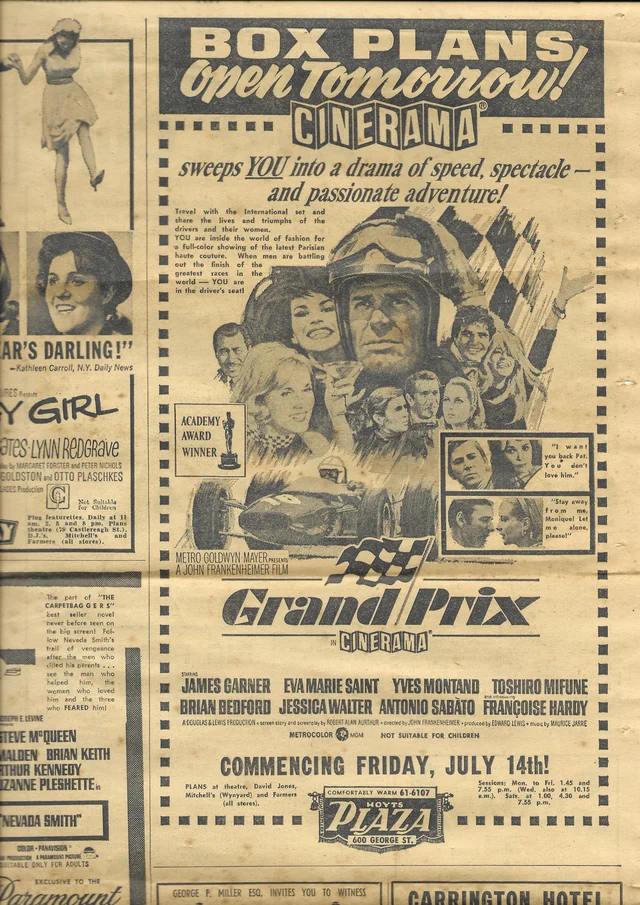 BOX PLANS
Open Tomorrow!
CINERAMA®
sweeps YOU into a drama of speed, spectacle —
and passionate adventure!
Travel with the International set and
share the lives and triumphs of the
drivers and their women.
YOU are inside the world of fashion for
a full-color showing of the latest Parisian
haute couture. When men are battling
out the finish of the
greatest races in the
world — YOU are
in the driver's seat!
ACADEMY
AWARD
WINNER
"I want
you back Pat.
You don't
love him."
"Stay away
from me,
Monique! Let
me alone,
please!"
METRO GOLDWYN MAYER PRESENTS
A JOHN FRANKENHEIMER FILM
Grand Prix
IN CINERAMA
STARRING
JAMES GARNER EVA MARIE SAINT YVES MONTAND TOSHIRO MIFUNE
BRIAN BEDFORD JESSICA WALTER ANTONIO SABÀTO and introducing FRANÇOISE HARDY
A DOUGLAS & LEWIS PRODUCTION • screen story and screenplay by ROBERT ALAN AURTHUR • directed by JOHN FRANKENHEIMER • produced by EDWARD LEWIS • music by MAURICE JARRE
METROCOLOR MGM NOT SUITABLE FOR CHILDREN
COMMENCING FRIDAY, JULY 14th!
PLANS at theatre, David Jones,
Mitchell's (Wynyard) and Farmers
(all stores).
COMFORTABLY WARM 61-6107
HOYTS
PLAZA
600 GEORGE ST.
Sessions: Mon. to Fri. 1.45 and
7.55 p.m. (Wed. also at 10.15
a.m.). Sats. at 1.00, 4.30 and
7.55 p.m.
AR'S DARLING!"
—Kathleen Carroll, N.Y. Daily News
Presents
Y GIRL
ATES·LYNN REDGRAVE
by MARGARET FORSTER and PETER NICHOLS
GOLDSTON and OTTO PLASCHKES
Production
G
Not Suitable
for Children
Plus featurettes. Daily at 11
a.m. 2, 5 and 8 pm. Plans
theatre (79 Castlereagh St.),
D.J.'s, Mitchell's and
Farmers (all stores).
The part of "THE
CARPETBAGGERS"
best seller novel
never before seen on
the big screen! Fol-
low Nevada Smith's
trail of vengeance
after the men who
killed his parents . . .
see the man who
helped him, the
women who loved
him and the three
who FEARED him!
JOSEPH E. LEVINE
STEVE McQUEEN
MALDEN BRIAN KEITH
ARTHUR KENNEDY
ZANNE PLESHETTE in
"NEVADA SMITH"
COLOR · PANAVISION®
PRODUCTION A PARAMOUNT PICTURE
SUITABLE ONLY FOR ADULTS
EXCLUSIVE TO THE
Paramount
GEORGE P. MILLER ESQ. INVITES YOU TO WITNESS
CARRINGTON HOTEL